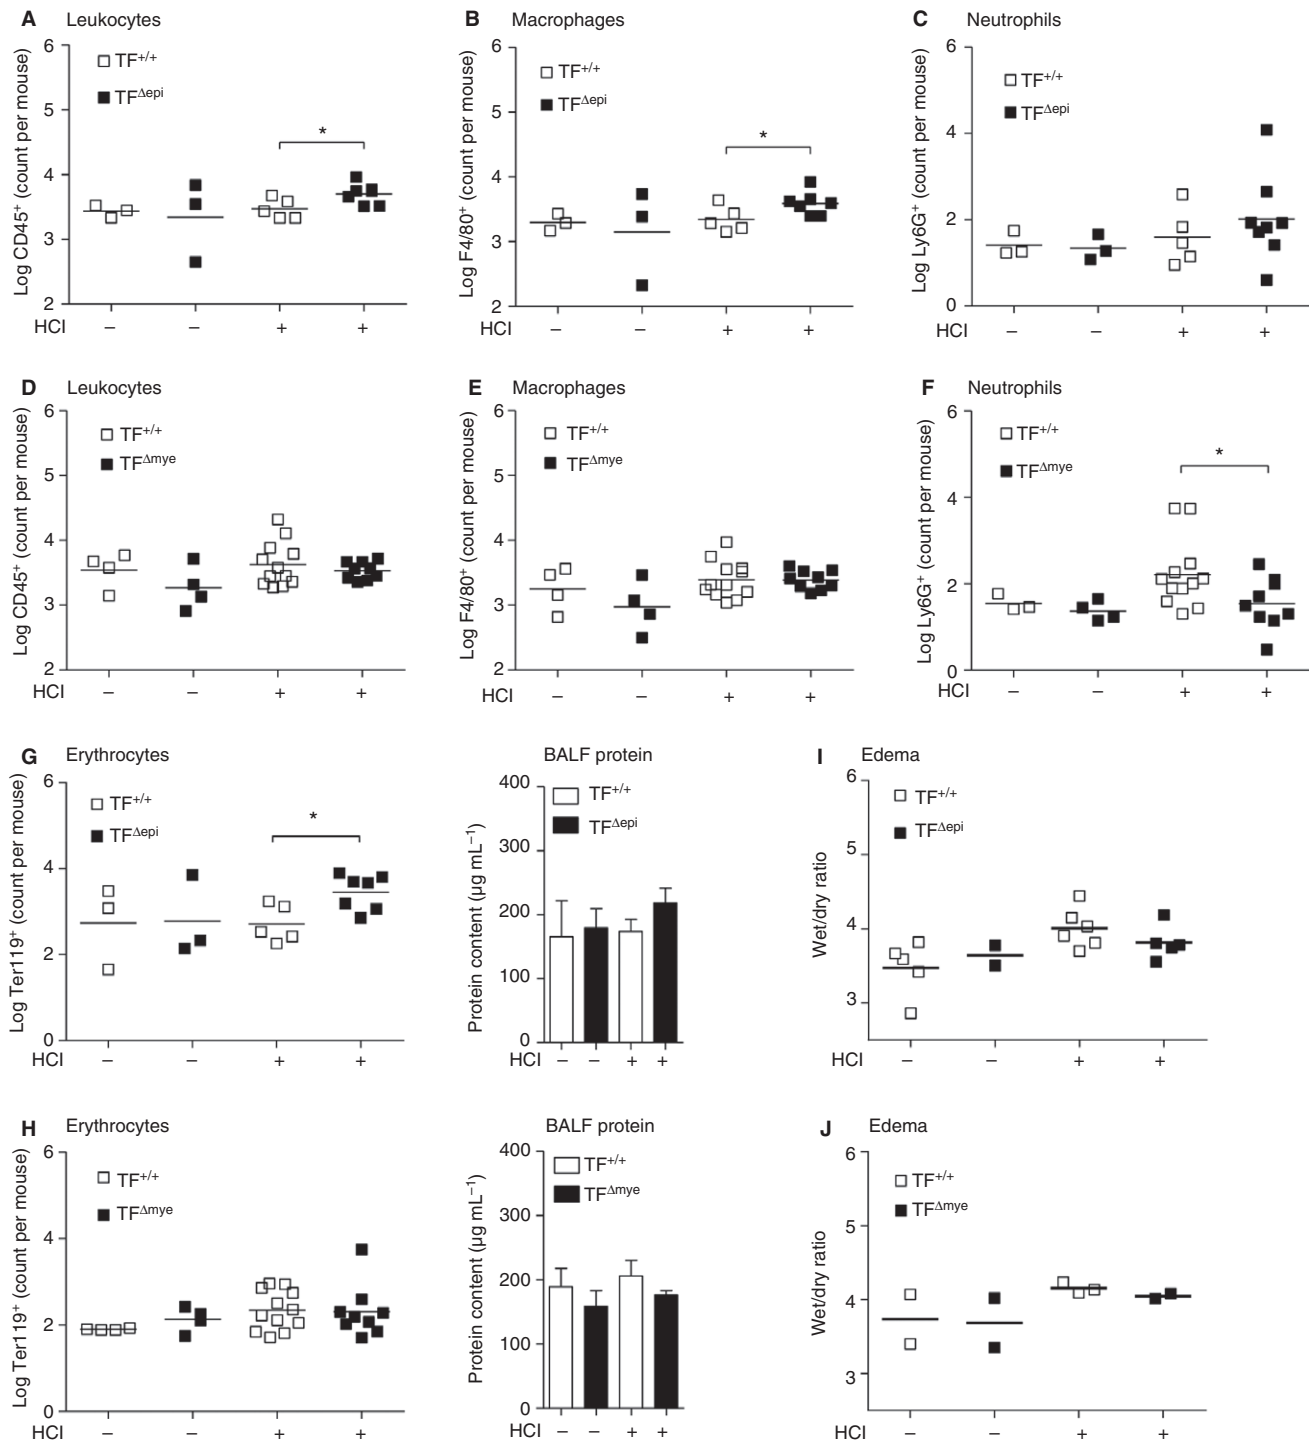 A Leukocytes
Log CD45⁺ (count per mouse)
6
5
4
3
2
TF⁺/⁺
TF^Δepi
*
HCl – – + +
B Macrophages
Log F4/80⁺ (count per mouse)
6
5
4
3
2
TF⁺/⁺
TF^Δepi
*
HCl – – + +
C Neutrophils
Log Ly6G⁺ (count per mouse)
6
4
2
0
TF⁺/⁺
TF^Δepi
HCl – – + +
D Leukocytes
Log CD45⁺ (count per mouse)
6
5
4
3
2
TF⁺/⁺
TF^Δmye
HCl – – + +
E Macrophages
Log F4/80⁺ (count per mouse)
6
5
4
3
2
TF⁺/⁺
TF^Δmye
HCl – – + +
F Neutrophils
Log Ly6G⁺ (count per mouse)
6
4
2
0
TF⁺/⁺
TF^Δmye
*
HCl – – + +
G Erythrocytes
Log Ter119⁺ (count per mouse)
6
4
2
0
TF⁺/⁺
TF^Δepi
*
HCl – – + +
BALF protein
Protein content (µg mL⁻¹)
400
300
200
100
0
TF⁺/⁺
TF^Δepi
HCl – – + +
I Edema
Wet/dry ratio
6
5
4
3
TF⁺/⁺
TF^Δepi
– – + +
H Erythrocytes
Log Ter119⁺ (count per mouse)
6
4
2
0
TF⁺/⁺
TF^Δmye
HCl – – + +
BALF protein
Protein content (µg mL⁻¹)
400
300
200
100
0
TF⁺/⁺
TF^Δmye
HCl – – + +
J Edema
Wet/dry ratio
6
5
4
3
TF⁺/⁺
TF^Δmye
– – + +